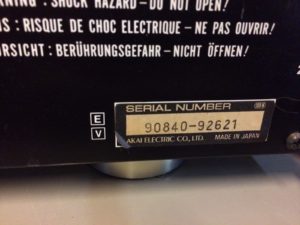 : SHOCK HAZARD – DO NOT OPEN!
: RISQUE DE CHOC ELECTRIQUE – NE PAS OUVRIR!
: BERÜHRUNGSGEFAHR – NICHT ÖFFNEN!
E
V
SERIAL NUMBER
90840-92621
AKAI ELECTRIC CO., LTD. MADE IN JAPAN